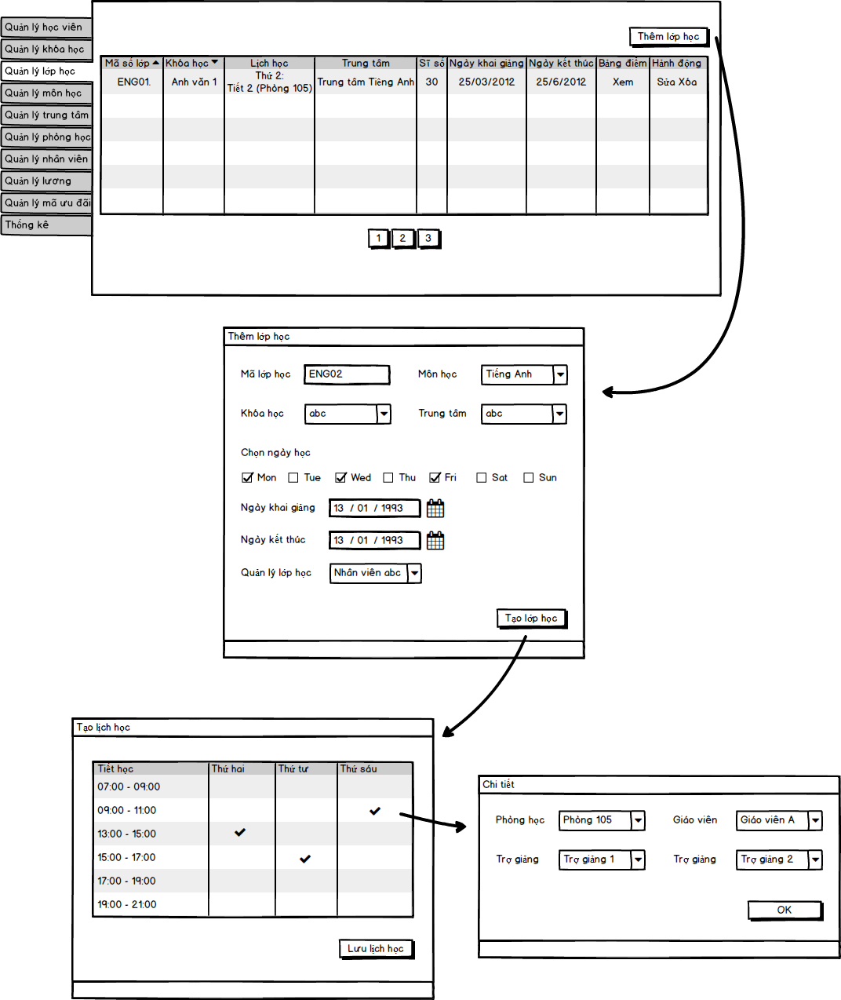 Quản lý học viên
Quản lý khóa học
Quản lý lớp học
Quản lý môn học
Quản lý trung tâm
Quản lý phòng học
Quản lý nhân viên
Quản lý lương
Quản lý mã ưu đãi
Thống kê
Thêm lớp học
Mã số lớp Khóa học Lịch học Trung tâm Sĩ số Ngày khai giảng Ngày kết thúc Bảng điểm Hành động
ENG01. Anh văn 1 Thứ 2: Trung tâm Tiếng Anh 30 25/03/2012 25/6/2012 Xem Sửa Xóa
Tiết 2 (Phòng 105)
1 2 3
Thêm lớp học
Mã lớp học ENG02 Môn học Tiếng Anh
Khóa học abc Trung tâm abc
Chọn ngày học
Mon Tue Wed Thu Fri Sat Sun
Ngày khai giảng 13 / 01 / 1993
Ngày kết thúc 13 / 01 / 1993
Quản lý lớp học Nhân viên abc
Tạo lớp học
Tạo lịch học
Tiết học Thứ hai Thứ tư Thứ sáu
07:00 - 09:00
09:00 - 11:00
13:00 - 15:00
15:00 - 17:00
17:00 - 19:00
19:00 - 21:00
Lưu lịch học
Chi tiết
Phòng học Phòng 105 Giáo viên Giáo viên A
Trợ giảng Trợ giảng 1 Trợ giảng Trợ giảng 2
OK